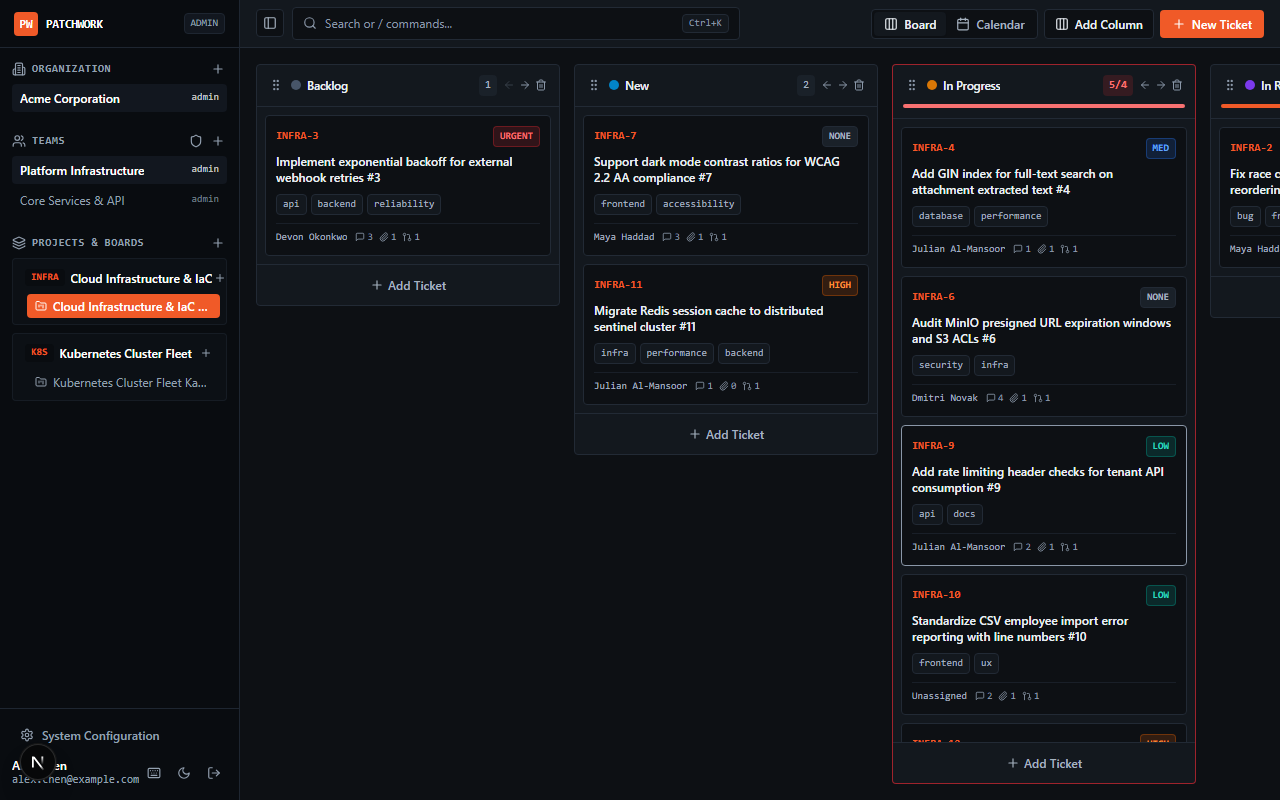 PW PATCHWORK ADMIN
ORGANIZATION
Acme Corporation admin
TEAMS
Platform Infrastructure admin
Core Services & API admin
PROJECTS & BOARDS
INFRA Cloud Infrastructure & IaC
Cloud Infrastructure & IaC ...
K8S Kubernetes Cluster Fleet
Kubernetes Cluster Fleet Ka...
System Configuration
N
alex.chen@example.com
Search or / commands... Ctrl+K
Board
Calendar
Add Column
New Ticket
Backlog 1
INFRA-3 URGENT
Implement exponential backoff for external
webhook retries #3
api backend reliability
Devon Okonkwo 3 1 1
Add Ticket
New 2
INFRA-7 NONE
Support dark mode contrast ratios for WCAG
2.2 AA compliance #7
frontend accessibility
Maya Haddad 3 1 1
INFRA-11 HIGH
Migrate Redis session cache to distributed
sentinel cluster #11
infra performance backend
Julian Al-Mansoor 1 0 1
Add Ticket
In Progress 5/4
INFRA-4 MED
Add GIN index for full-text search on
attachment extracted text #4
database performance
Julian Al-Mansoor 1 1 1
INFRA-6 NONE
Audit MinIO presigned URL expiration windows
and S3 ACLs #6
security infra
Dmitri Novak 4 1 1
INFRA-9 LOW
Add rate limiting header checks for tenant API
consumption #9
api docs
Julian Al-Mansoor 2 1 1
INFRA-10 LOW
Standardize CSV employee import error
reporting with line numbers #10
frontend ux
Unassigned 2 1 1
Add Ticket
In R
INFRA-2
Fix race c
reorderin
bug fr
Maya Hadd